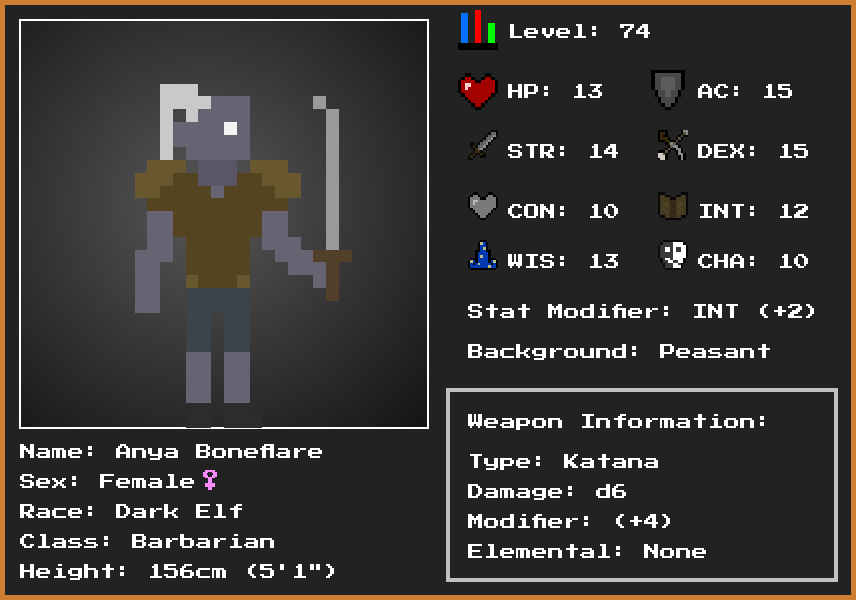 Level: 74
HP: 13 AC: 15
STR: 14 DEX: 15
CON: 10 INT: 12
WIS: 13 CHA: 10
Stat Modifier: INT (+2)
Background: Peasant
Weapon Information:
Type: Katana
Damage: d6
Modifier: (+4)
Elemental: None
Name: Anya Boneflare
Sex: Female♀
Race: Dark Elf
Class: Barbarian
Height: 156cm (5'1")